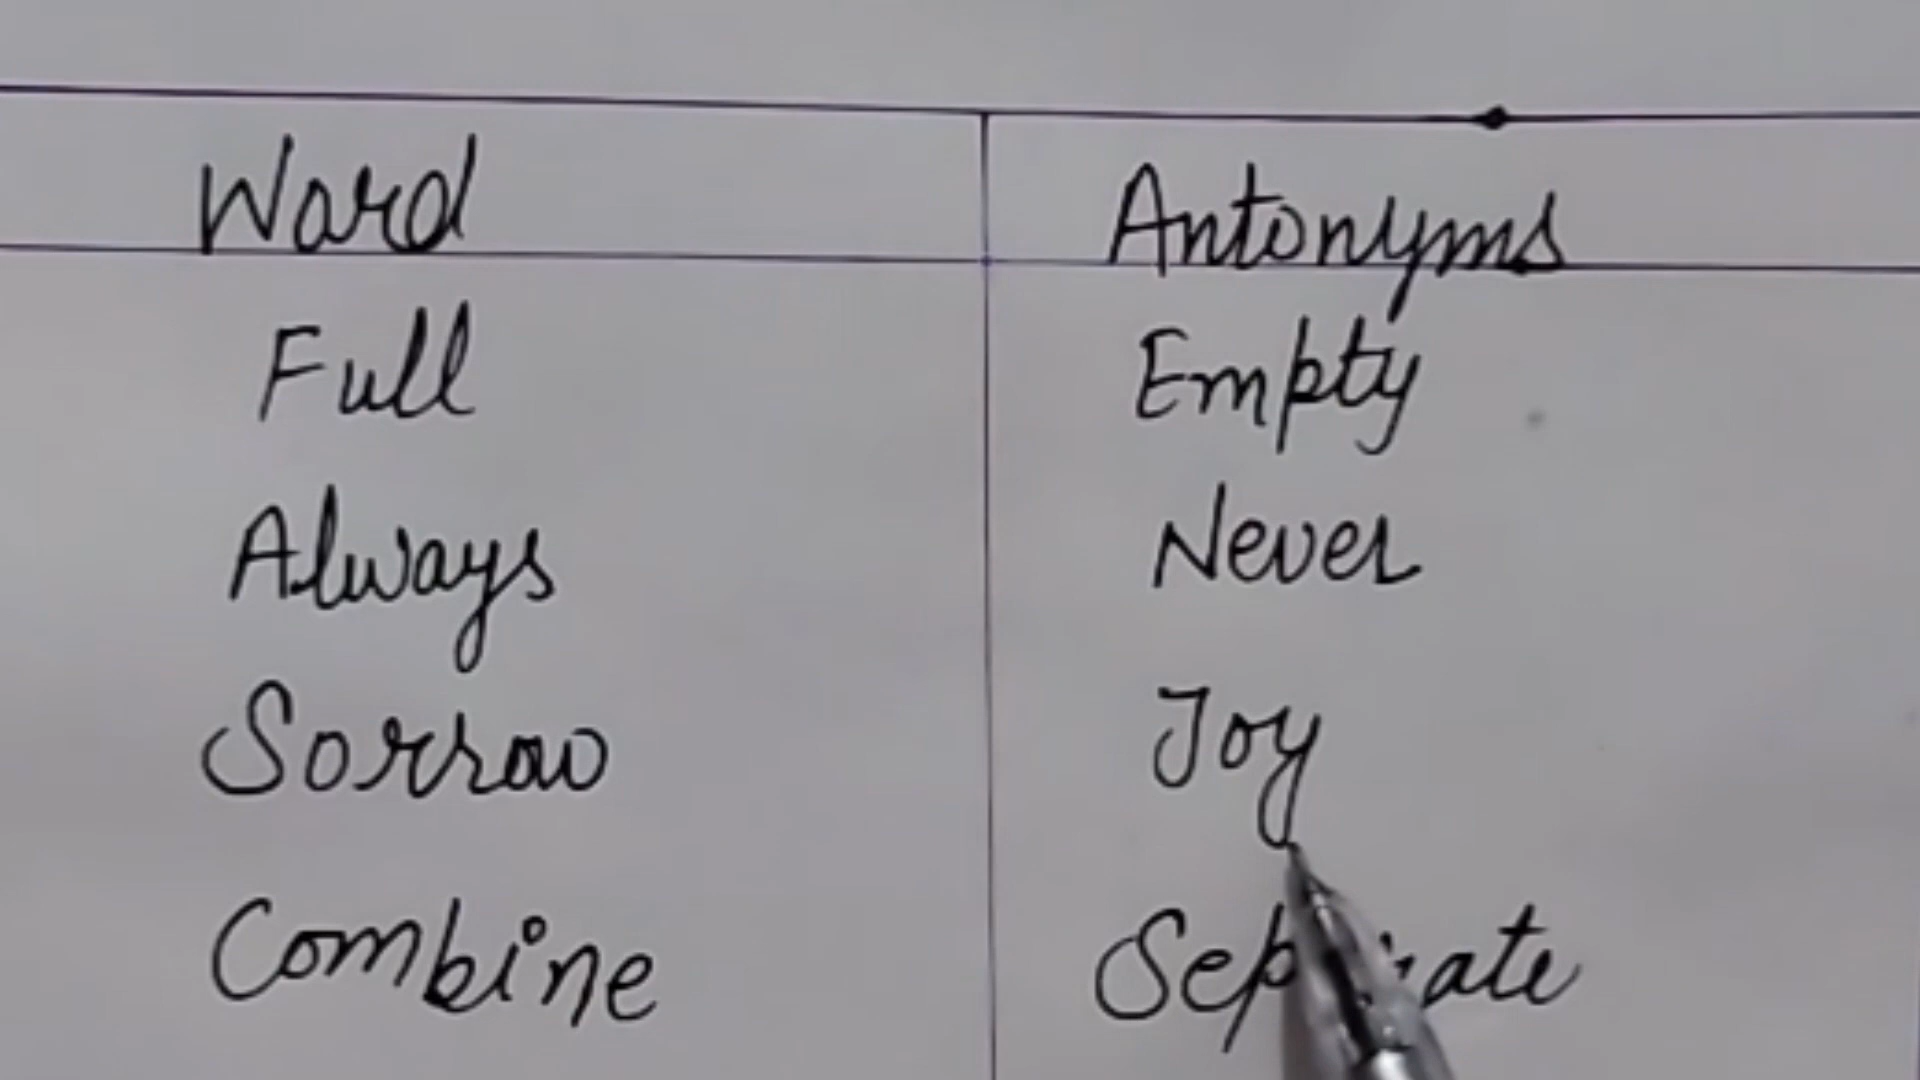 Word Antonyms
Full Empty
Always Never
Sorrow Joy
Combine